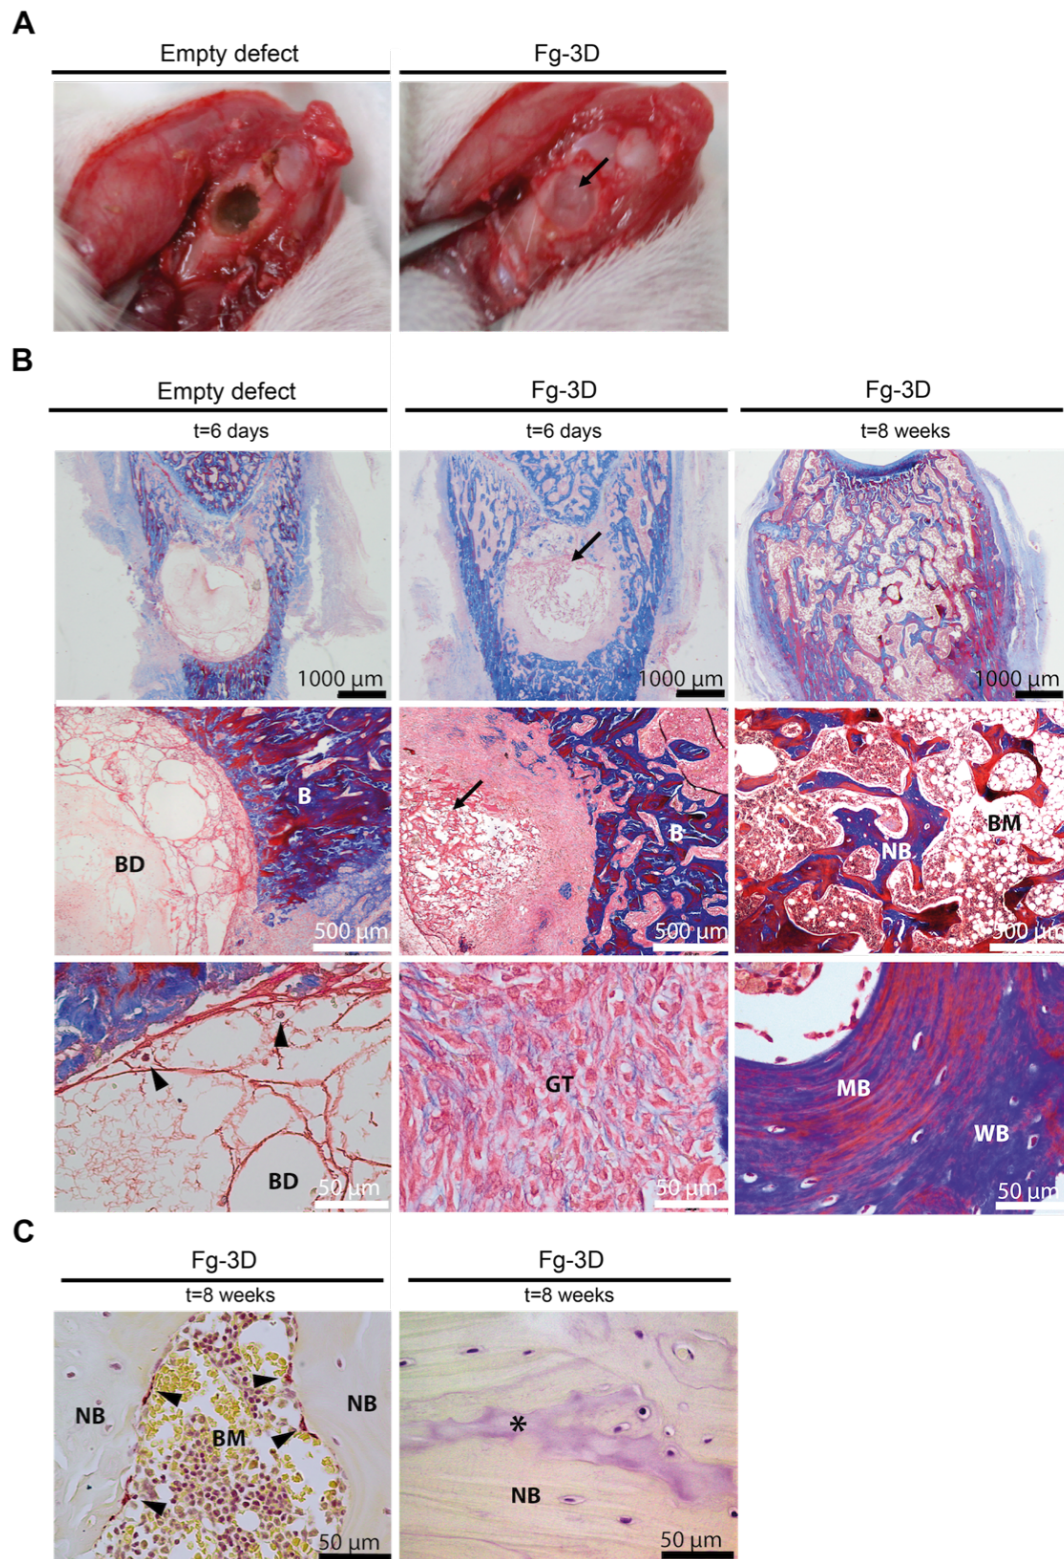 A
Empty defect Fg-3D
B
Empty defect Fg-3D Fg-3D
t=6 days t=6 days t=8 weeks
1000 µm 1000 µm 1000 µm
B B
BD NB BM
500 µm 500 µm 500 µm
GT MB
WB
BD
50 µm 50 µm 50 µm
C
Fg-3D Fg-3D
t=8 weeks t=8 weeks
NB NB *
BM NB
50 µm 50 µm